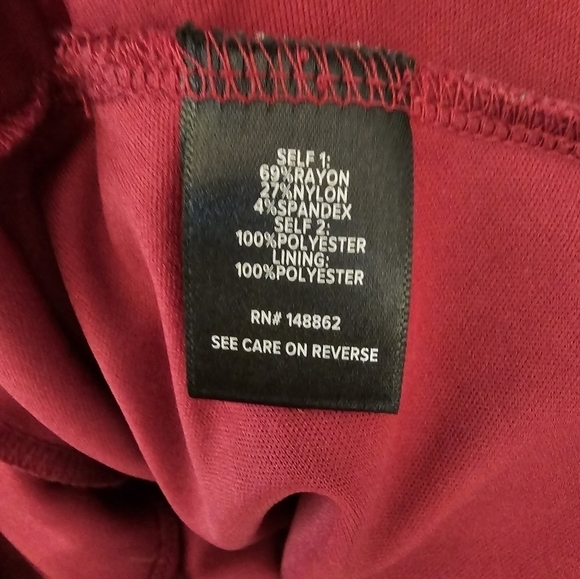 SELF 1:
69%RAYON
27%NYLON
4%SPANDEX
SELF 2:
100%POLYESTER
LINING:
100%POLYESTER
RN# 148862
SEE CARE ON REVERSE